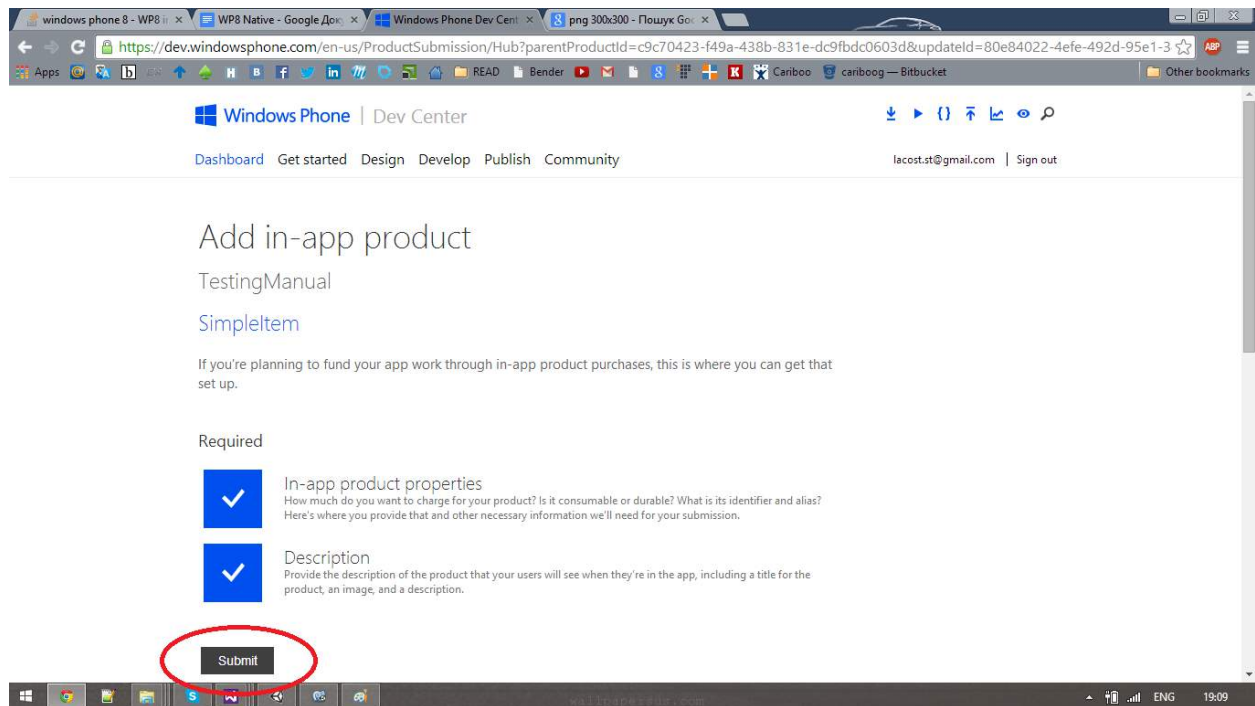 windows phone 8 - WP8 in
WP8 Native - Google Док
Windows Phone Dev Cent
png 300x300 - Пошук Goo
https://dev.windowsphone.com/en-us/ProductSubmission/Hub?parentProductId=c9c70423-f49a-438b-831e-dc9fbdc0603d&updateId=80e84022-4efe-492d-95e1-3
ABP
Apps
READ
Bender
Cariboo
cariboog — Bitbucket
Other bookmarks
Windows Phone | Dev Center
Dashboard Get started Design Develop Publish Community
lacost.st@gmail.com | Sign out
Add in-app product
TestingManual
SimpleItem
If you're planning to fund your app work through in-app product purchases, this is where you can get that
set up.
Required
In-app product properties
How much do you want to charge for your product? Is it consumable or durable? What is its identifier and alias?
Here's where you provide that and other necessary information we'll need for your submission.
Description
Provide the description of the product that your users will see when they're in the app, including a title for the
product, an image, and a description.
Submit
ENG
19:09